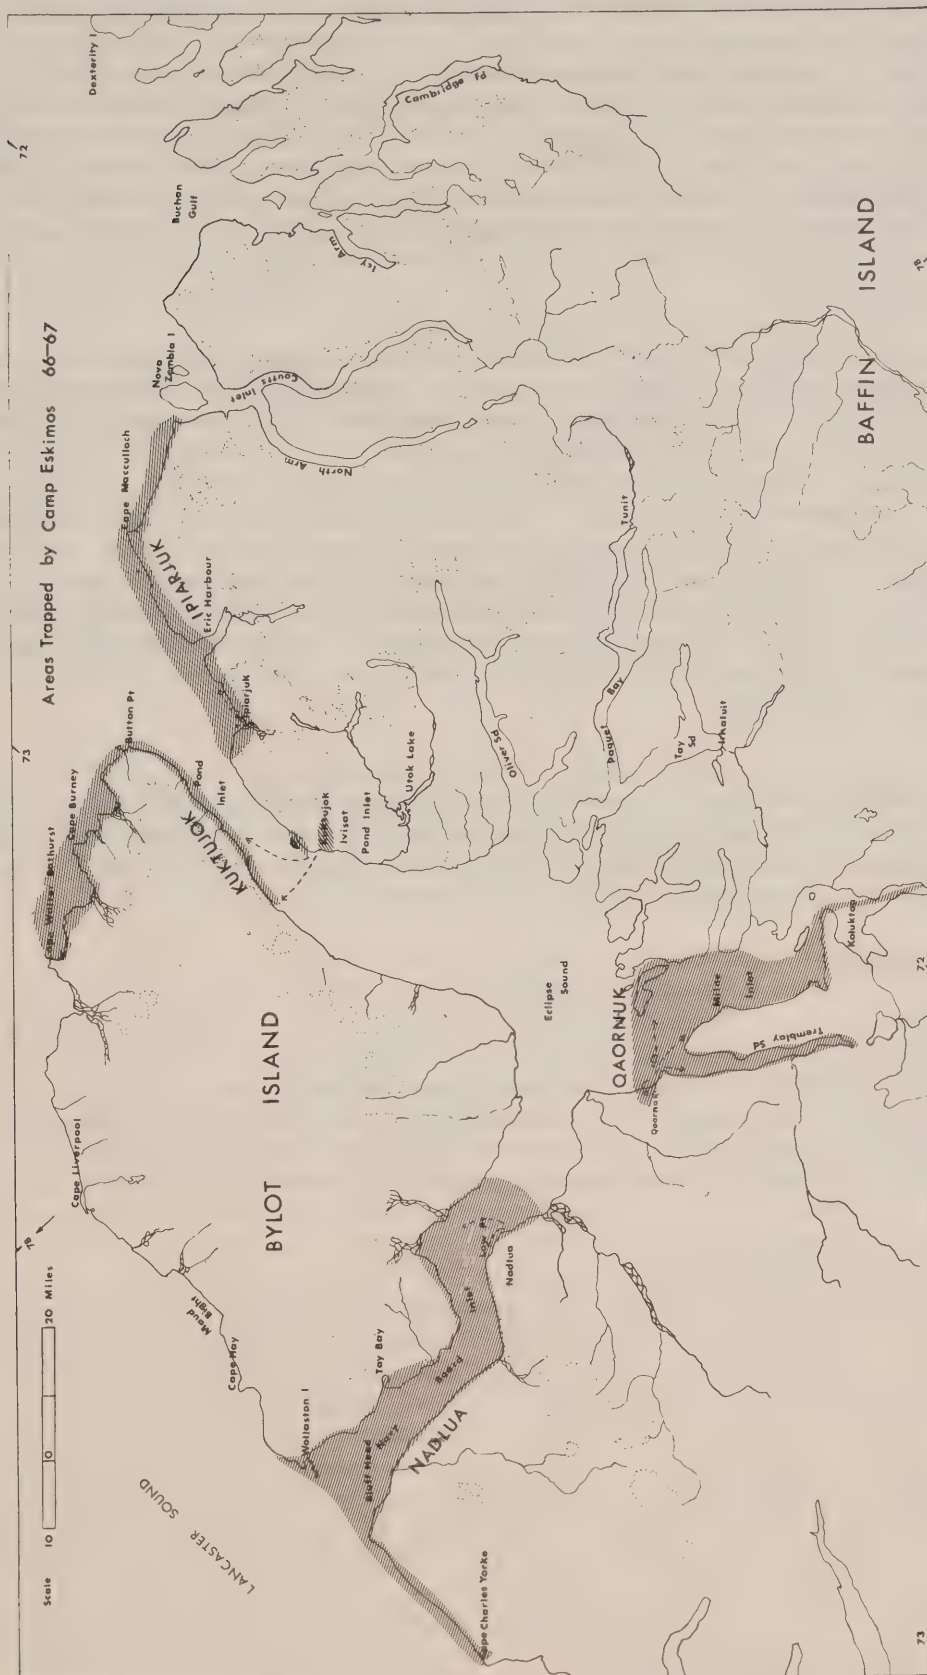 Areas Trapped by Camp Eskimos 66–67
Scale 10 0 10 20 Miles
LANCASTER SOUND
Cape Charles Yorke
Wollaston I
Cape Hay
Maud Bight
Cape Liverpool
Cape Walter Bathurst
Cape Burney
Button Pt
Pond Inlet
KUKTUJOK
BYLOT ISLAND
Bluff Head
Navy Board Inlet
Tay Bay
Low Pt
Nadlua
NADLUA
Eclipse Sound
QAORNUK
Milne Inlet
Tremblay Sd
Koluktoo
Ivisat
Pond Inlet
Utok Lake
Ipiarjuk
IPIARJUK
Eric Harbour
Cape Macculloch
Nova Zembla I
Coutts Inlet
North Arm
Buchan Gulf
Icy Arm
Cambridge Fd
Dexterity I
Oliver Sd
Paquet Bay
Tunit
Tay Sd
BAFFIN ISLAND
73
72
78
73
72